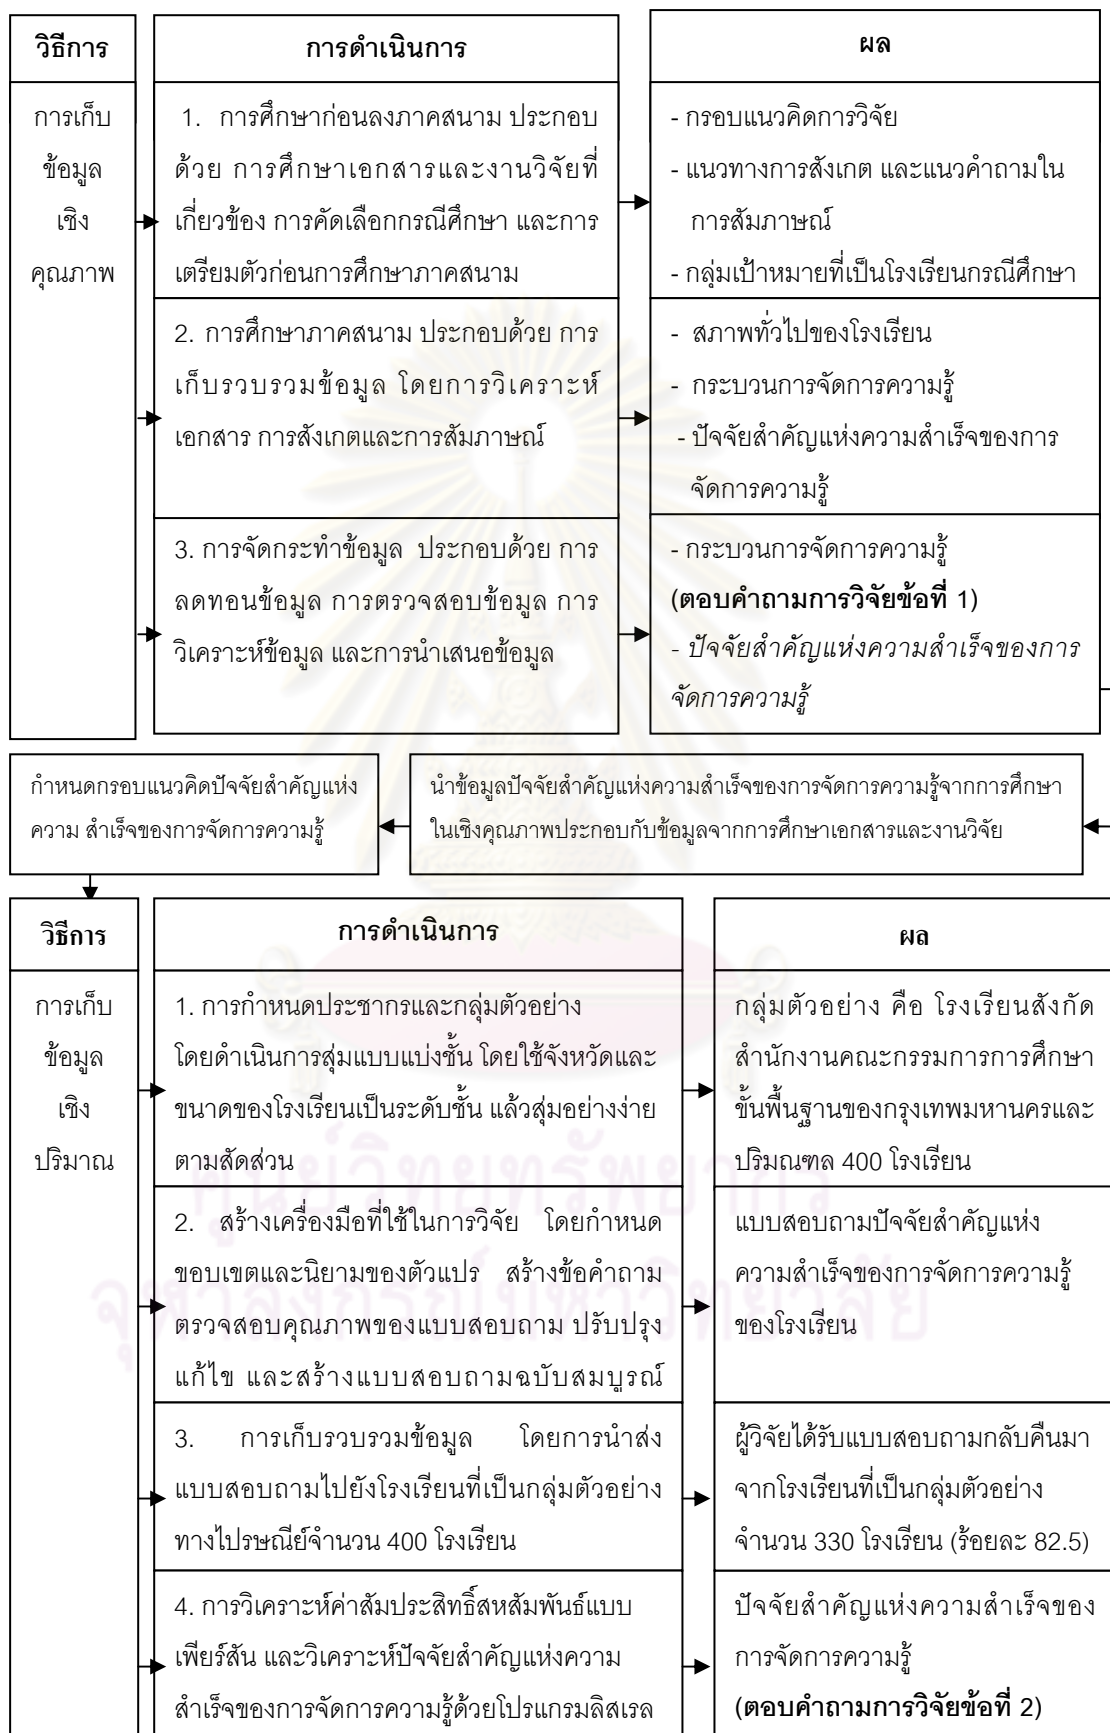 วิธีการ
การดำเนินการ
ผล
การเก็บ
ข้อมูล
เชิง
คุณภาพ
1. การศึกษาก่อนลงภาคสนาม ประกอบ
ด้วย การศึกษาเอกสารและงานวิจัยที่
เกี่ยวข้อง การคัดเลือกกรณีศึกษา และการ
เตรียมตัวก่อนการศึกษาภาคสนาม
- กรอบแนวคิดการวิจัย
- แนวทางการสังเกต และแนวคำถามใน
การสัมภาษณ์
- กลุ่มเป้าหมายที่เป็นโรงเรียนกรณีศึกษา
2. การศึกษาภาคสนาม ประกอบด้วย การ
เก็บรวบรวมข้อมูล โดยการวิเคราะห์
เอกสาร การสังเกตและการสัมภาษณ์
- สภาพทั่วไปของโรงเรียน
- กระบวนการจัดการความรู้
- ปัจจัยสำคัญแห่งความสำเร็จของการ
จัดการความรู้
3. การจัดกระทำข้อมูล ประกอบด้วย การ
ลดทอนข้อมูล การตรวจสอบข้อมูล การ
วิเคราะห์ข้อมูล และการนำเสนอข้อมูล
- กระบวนการจัดการความรู้
(ตอบคำถามการวิจัยข้อที่ 1)
- ปัจจัยสำคัญแห่งความสำเร็จของการ
จัดการความรู้
กำหนดกรอบแนวคิดปัจจัยสำคัญแห่ง
ความ สำเร็จของการจัดการความรู้
นำข้อมูลปัจจัยสำคัญแห่งความสำเร็จของการจัดการความรู้จากการศึกษา
ในเชิงคุณภาพประกอบกับข้อมูลจากการศึกษาเอกสารและงานวิจัย
วิธีการ
การดำเนินการ
ผล
การเก็บ
ข้อมูล
เชิง
ปริมาณ
1. การกำหนดประชากรและกลุ่มตัวอย่าง
โดยดำเนินการสุ่มแบบแบ่งชั้น โดยใช้จังหวัดและ
ขนาดของโรงเรียนเป็นระดับชั้น แล้วสุ่มอย่างง่าย
ตามสัดส่วน
กลุ่มตัวอย่าง คือ โรงเรียนสังกัด
สำนักงานคณะกรรมการการศึกษา
ขั้นพื้นฐานของกรุงเทพมหานครและ
ปริมณฑล 400 โรงเรียน
2. สร้างเครื่องมือที่ใช้ในการวิจัย โดยกำหนด
ขอบเขตและนิยามของตัวแปร สร้างข้อคำถาม
ตรวจสอบคุณภาพของแบบสอบถาม ปรับปรุง
แก้ไข และสร้างแบบสอบถามฉบับสมบูรณ์
แบบสอบถามปัจจัยสำคัญแห่ง
ความสำเร็จของการจัดการความรู้
ของโรงเรียน
3. การเก็บรวบรวมข้อมูล โดยการนำส่ง
แบบสอบถามไปยังโรงเรียนที่เป็นกลุ่มตัวอย่าง
ทางไปรษณีย์จำนวน 400 โรงเรียน
ผู้วิจัยได้รับแบบสอบถามกลับคืนมา
จากโรงเรียนที่เป็นกลุ่มตัวอย่าง
จำนวน 330 โรงเรียน (ร้อยละ 82.5)
4. การวิเคราะห์ค่าสัมประสิทธิ์สหสัมพันธ์แบบ
เพียร์สัน และวิเคราะห์ปัจจัยสำคัญแห่งความ
สำเร็จของการจัดการความรู้ด้วยโปรแกรมลิสเรล
ปัจจัยสำคัญแห่งความสำเร็จของ
การจัดการความรู้
(ตอบคำถามการวิจัยข้อที่ 2)
ศูนย์วิทยทรัพยากร
จุฬาลงกรณ์มหาวิทยาลัย